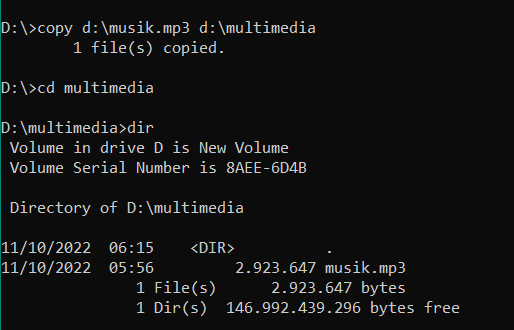 D:\>copy d:\musik.mp3 d:\multimedia
        1 file(s) copied.
D:\>cd multimedia
D:\multimedia>dir
 Volume in drive D is New Volume
 Volume Serial Number is 8AEE-6D4B
 Directory of D:\multimedia
11/10/2022  06:15    <DIR>          .
11/10/2022  05:56         2.923.647 musik.mp3
               1 File(s)      2.923.647 bytes
               1 Dir(s)  146.992.439.296 bytes free